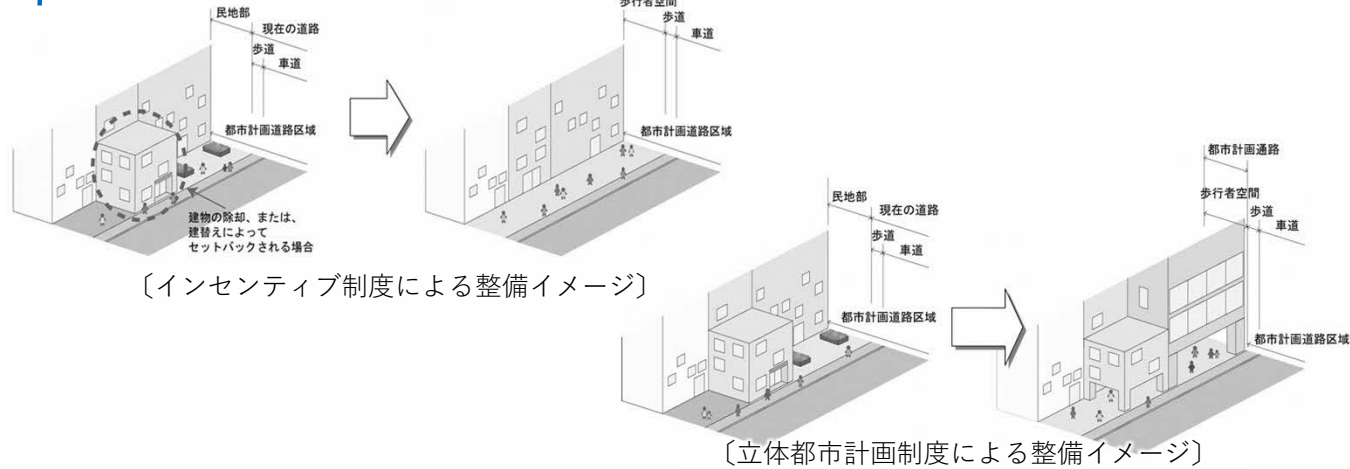 民地部
現在の道路
歩道
車道
都市計画道路区域
建物の除却、または、
建替えによって
セットバックされる場合
歩行者空間
歩道
車道
都市計画道路区域
〔インセンティブ制度による整備イメージ〕
民地部
現在の道路
歩道
車道
都市計画道路区域
都市計画通路
歩行者空間
歩道
車道
都市計画道路区域
〔立体都市計画制度による整備イメージ〕